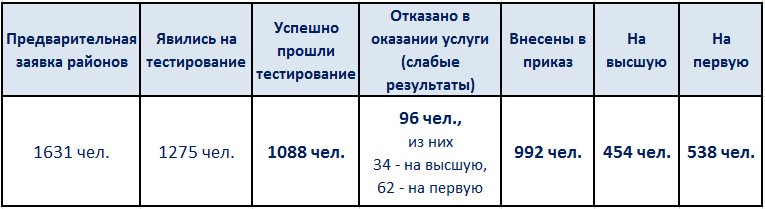 Предварительная
заявка районов
Явились на
тестирование
Успешно
прошли
тестирование
Отказано в
оказании услуги
(слабые
результаты)
Внесены в
приказ
На
высшую
На
первую
1631 чел.
1275 чел.
1088 чел.
96 чел.,
из них
34 - на высшую,
62 - на первую
992 чел.
454 чел.
538 чел.